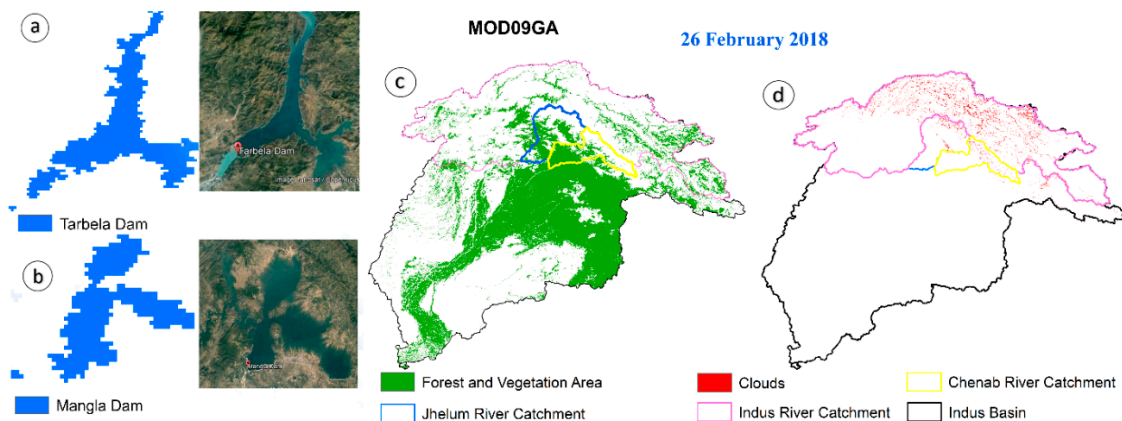 MOD09GA
26 February 2018
a
Tarbela Dam
Tarbela Dam
b
Mangla Dam
c
d
Forest and Vegetation Area
Jhelum River Catchment
Clouds
Indus River Catchment
Chenab River Catchment
Indus Basin